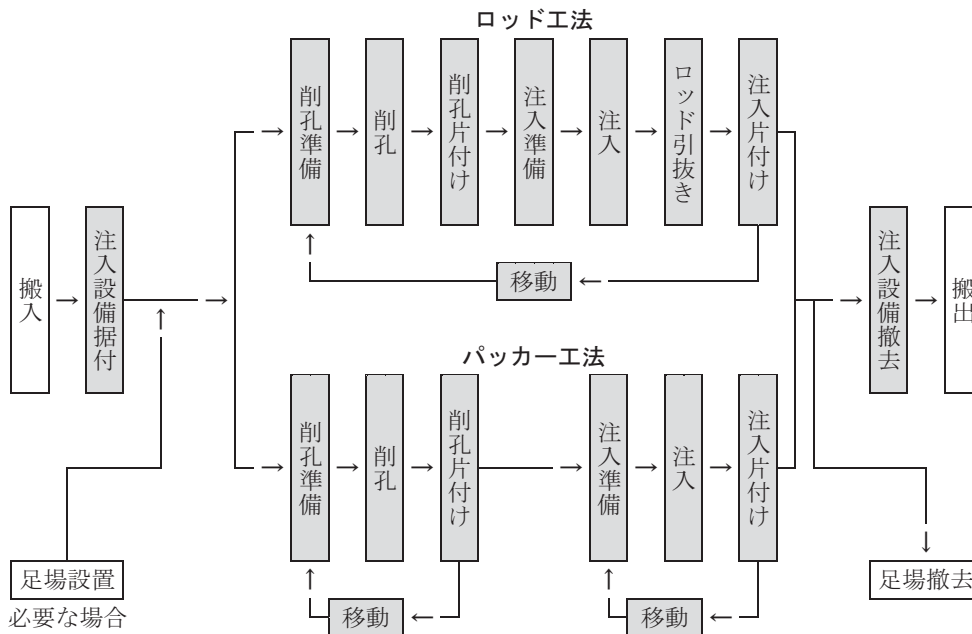 ロッド工法
削孔準備
削孔
削孔片付け
注入準備
注入
ロッド引抜き
注入片付け
移動
搬入
注入設備据付
注入設備撤去
搬出
パッカー工法
削孔準備
削孔
削孔片付け
注入準備
注入
注入片付け
移動
移動
足場設置
必要な場合
足場撤去